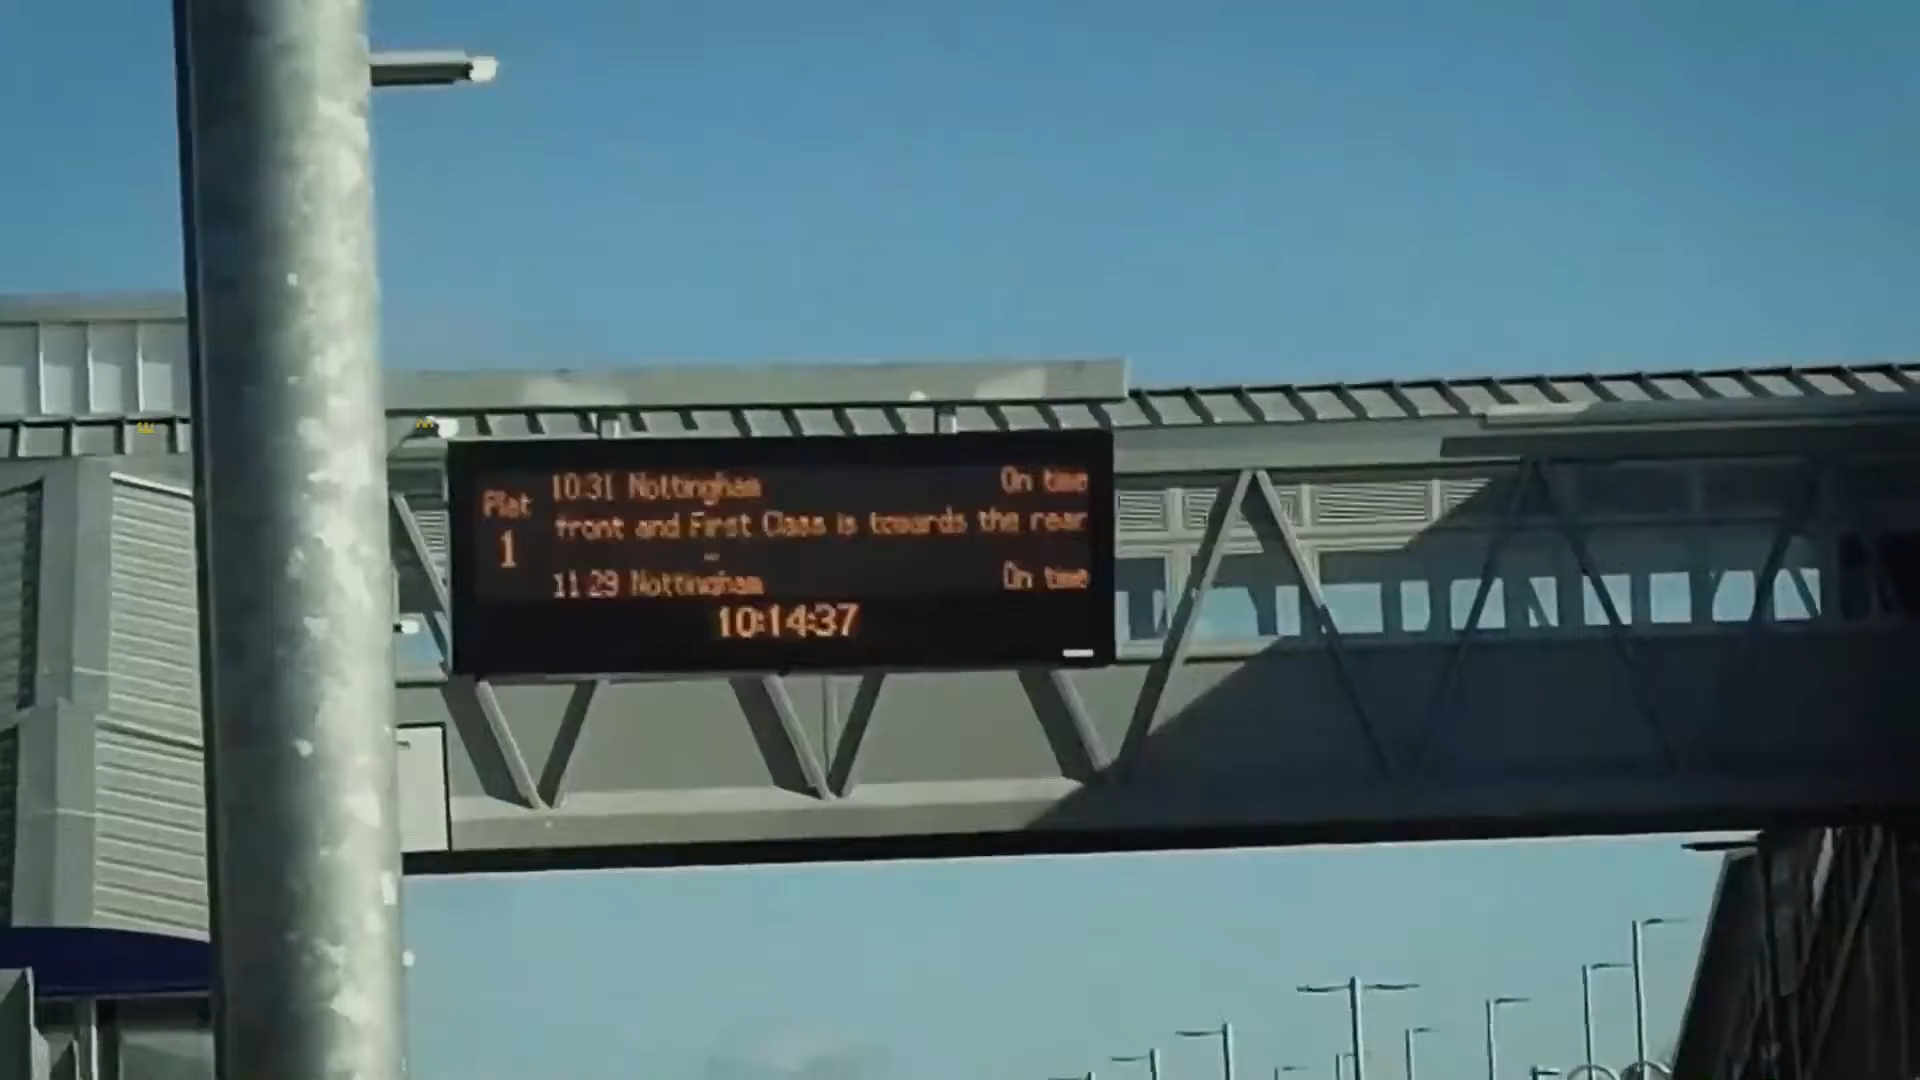 Plat
1
10:31 Nottingham On time
front and First Class is towards the rear
11:29 Nottingham On time
10:14:37